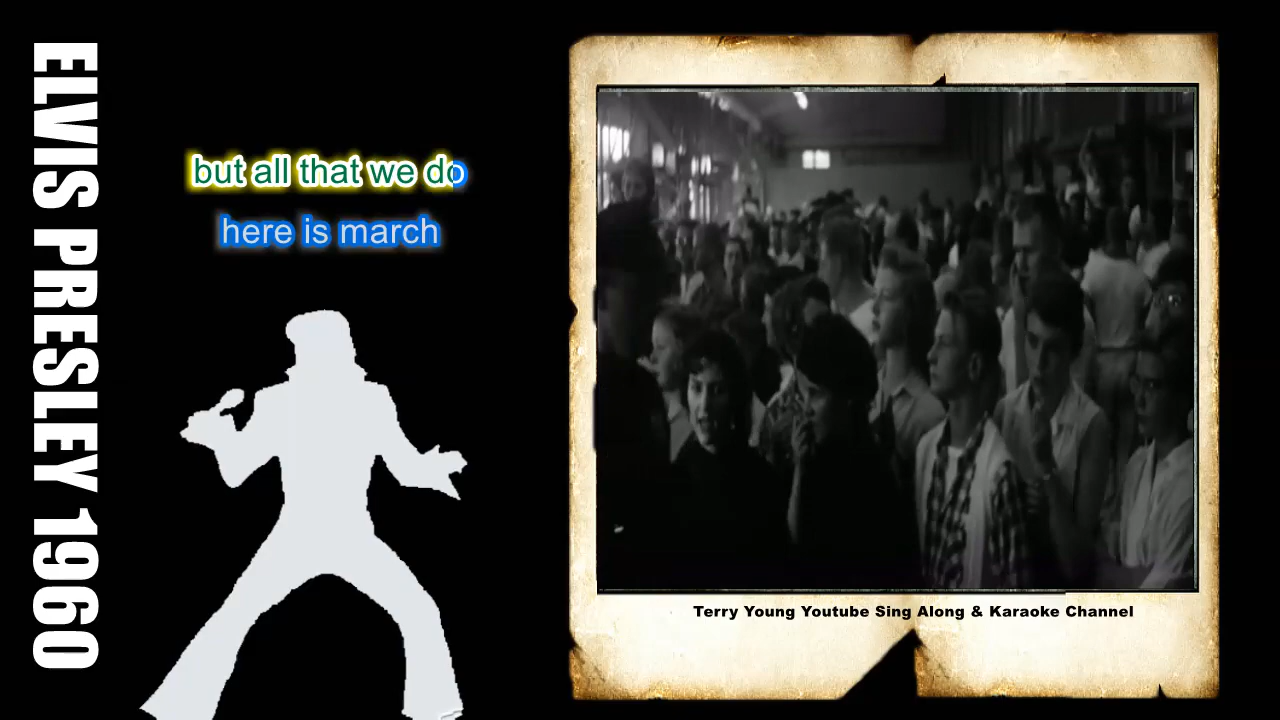 ELVIS PRESLEY 1960
but all that we do
here is march
Terry Young Youtube Sing Along & Karaoke Channel